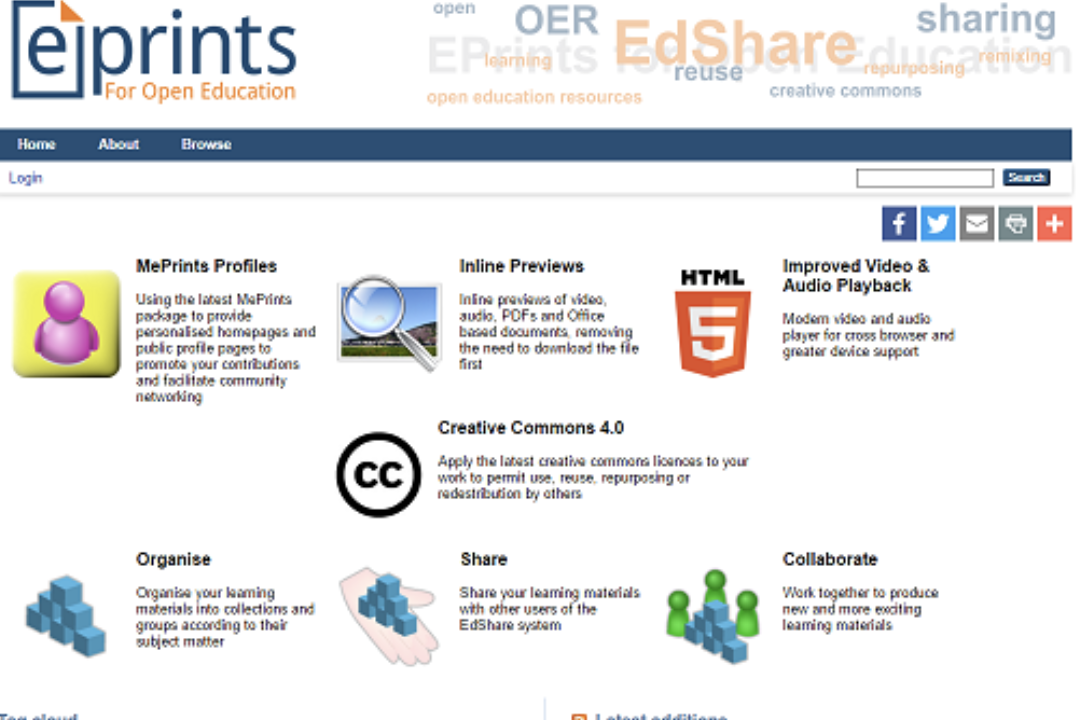 eprints
For Open Education
open
OER
EdShare
sharing
EPrints for Open Education
learning
reuse
repurposing
remixing
open education resources
creative commons
Home About Browse
Login
Search
MePrints Profiles
Using the latest MePrints
package to provide
personalised homepages and
public profile pages to
promote your contributions
and facilitate community
networking
Inline Previews
Inline previews of video,
audio, PDFs and Office
based documents, removing
the need to download the file
first
HTML
5
Improved Video &
Audio Playback
Modern video and audio
player for cross browser and
greater device support
CC
Creative Commons 4.0
Apply the latest creative commons licences to your
work to permit use, reuse, repurposing or
redestribution by others
Organise
Organise your learning
materials into collections and
groups according to their
subject matter
Share
Share your learning materials
with other users of the
EdShare system
Collaborate
Work together to produce
new and more exciting
learning materials
Tag cloud
Latest additions